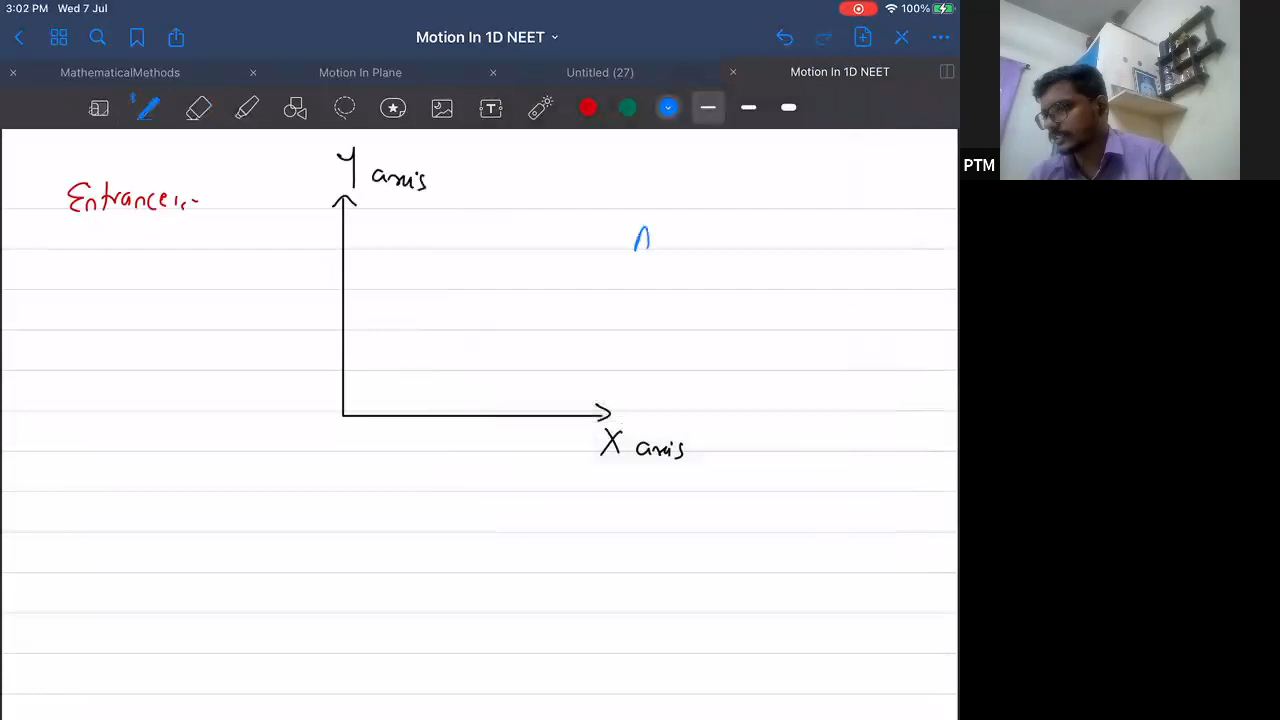 3:02 PM Wed 7 Jul
100%
Motion In 1D NEET
MathematicalMethods
Motion In Plane
Untitled (27)
Motion In 1D NEET
T
PTM
Y axis
Entrance:-
X axis